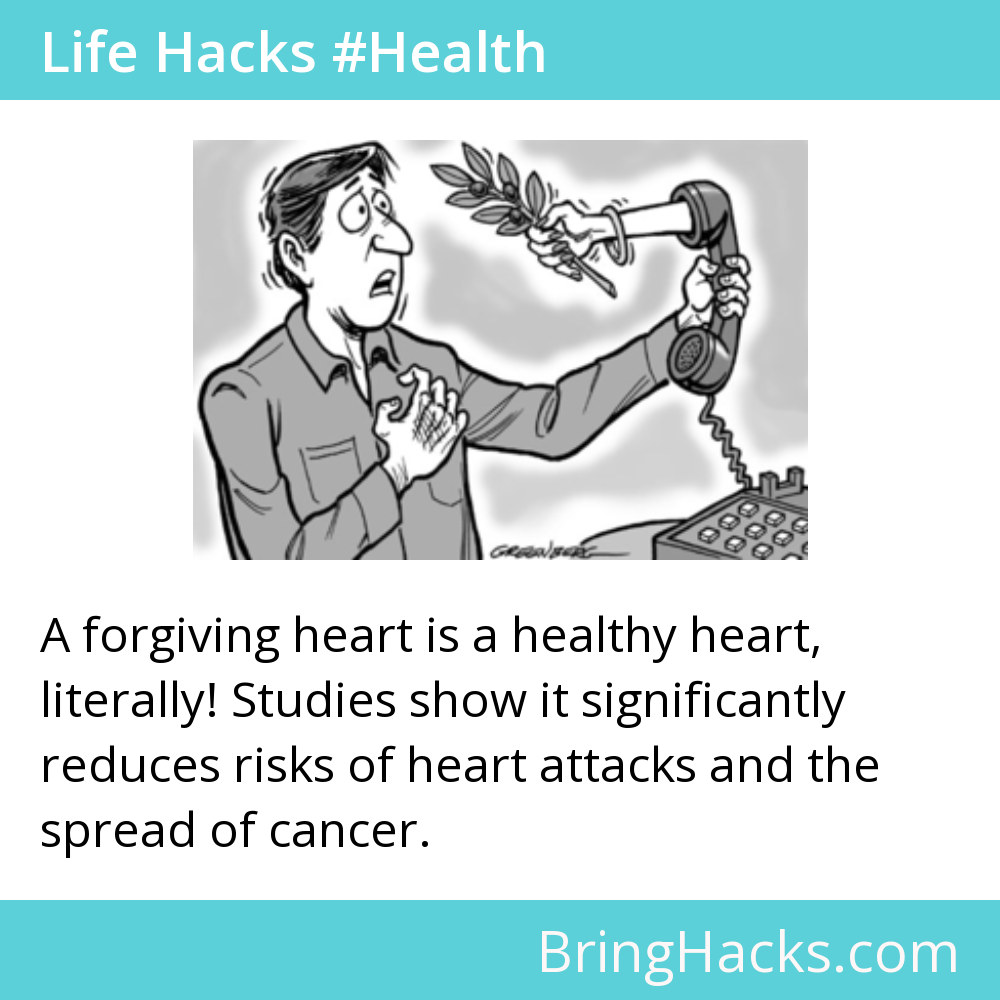 Life Hacks #Health
GREENBERG
A forgiving heart is a healthy heart,
literally! Studies show it significantly
reduces risks of heart attacks and the
spread of cancer.
BringHacks.com